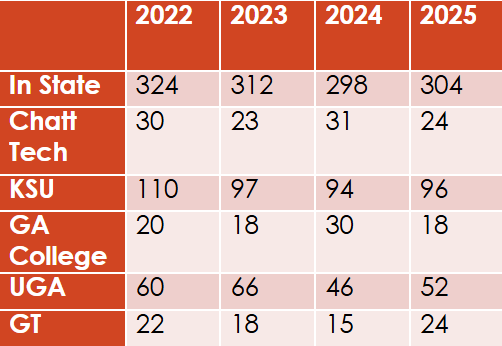 2022 2023 2024 2025
In State 324 312 298 304
Chatt 30 23 31 24
Tech
KSU 110 97 94 96
GA 20 18 30 18
College
UGA 60 66 46 52
GT 22 18 15 24